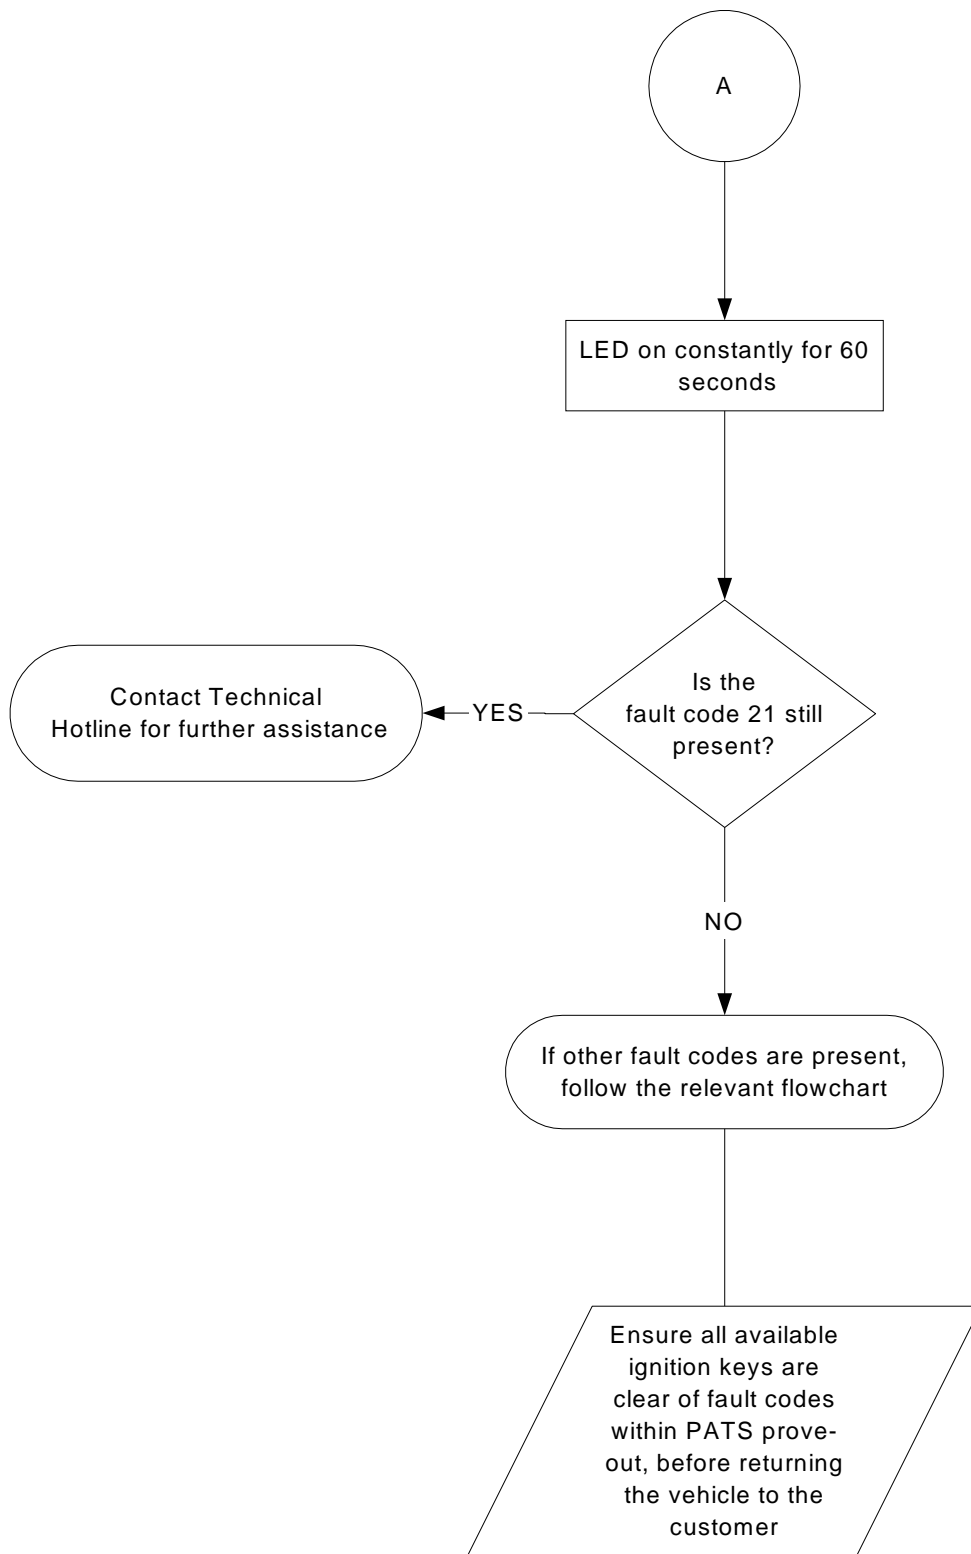 A
LED on constantly for 60
seconds
Is the
fault code 21 still
present?
YES
Contact Technical
Hotline for further assistance
NO
If other fault codes are present,
follow the relevant flowchart
Ensure all available
ignition keys are
clear of fault codes
within PATS prove-
out, before returning
the vehicle to the
customer